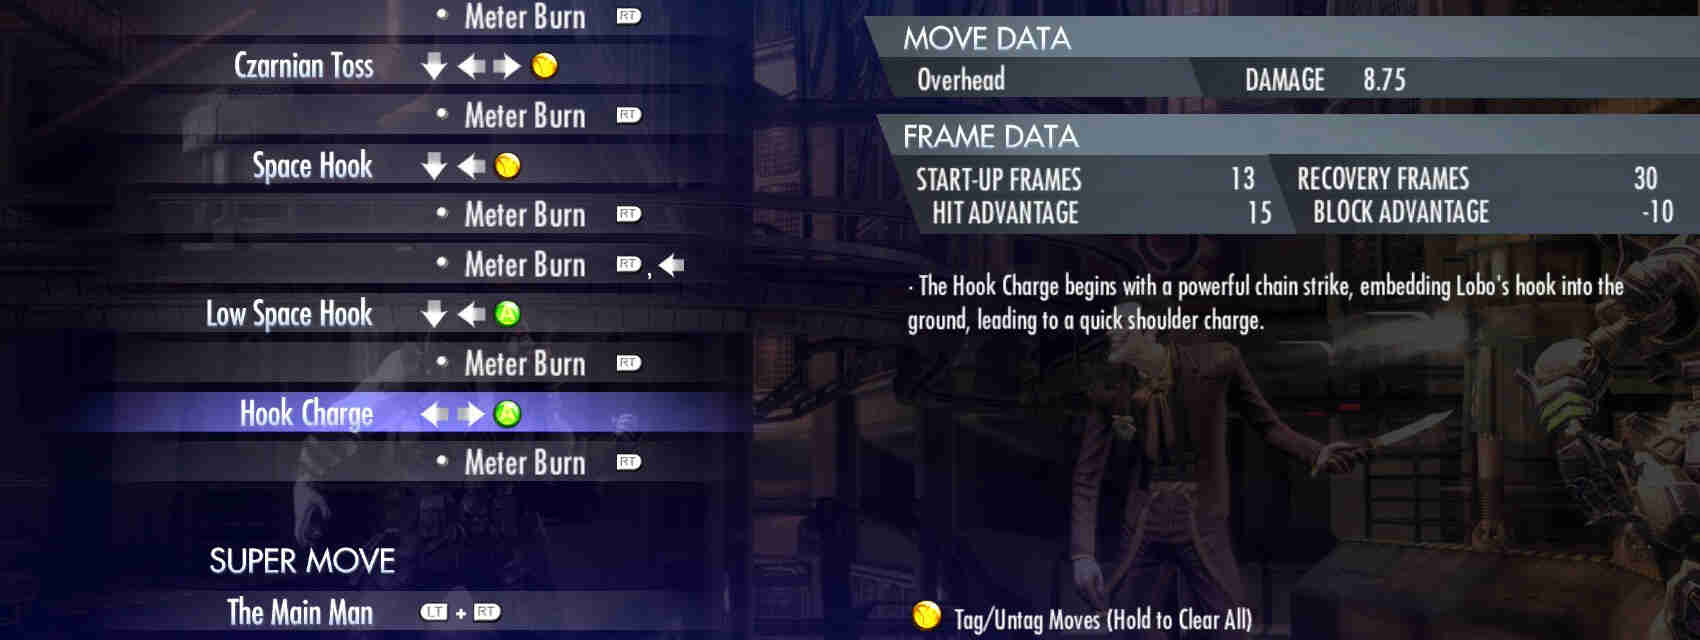 Meter Burn RT
Czarnian Toss Y
Meter Burn RT
Space Hook Y
Meter Burn RT
Meter Burn RT ,
Low Space Hook A
Meter Burn RT
Hook Charge A
Meter Burn RT
SUPER MOVE
The Main Man LT + RT
MOVE DATA
Overhead DAMAGE 8.75
FRAME DATA
START-UP FRAMES 13 RECOVERY FRAMES 30
HIT ADVANTAGE 15 BLOCK ADVANTAGE -10
· The Hook Charge begins with a powerful chain strike, embedding Lobo's hook into the
ground, leading to a quick shoulder charge.
Y Tag/Untag Moves (Hold to Clear All)